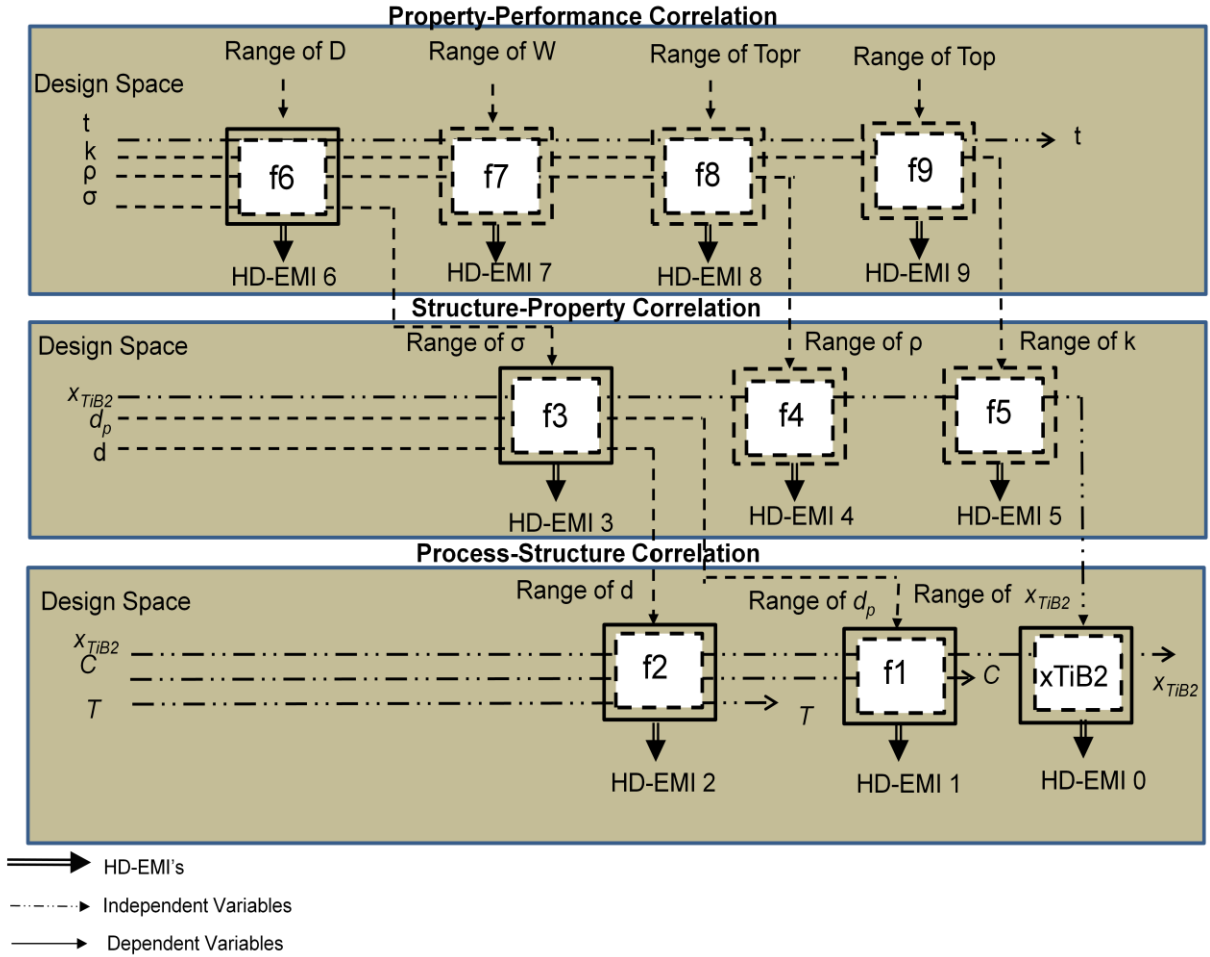 Property-Performance Correlation
Range of D
Range of W
Range of Topr
Range of Top
Design Space
t
k
ρ
σ
f6
f7
f8
f9
t
HD-EMI 6
HD-EMI 7
HD-EMI 8
HD-EMI 9
Structure-Property Correlation
Design Space
Range of σ
Range of ρ
Range of k
xTiB2
dp
d
f3
f4
f5
HD-EMI 3
HD-EMI 4
HD-EMI 5
Process-Structure Correlation
Design Space
Range of d
Range of dp
Range of xTiB2
xTiB2
C
T
f2
f1
xTiB2
C
T
xTiB2
HD-EMI 2
HD-EMI 1
HD-EMI 0
HD-EMI's
Independent Variables
Dependent Variables